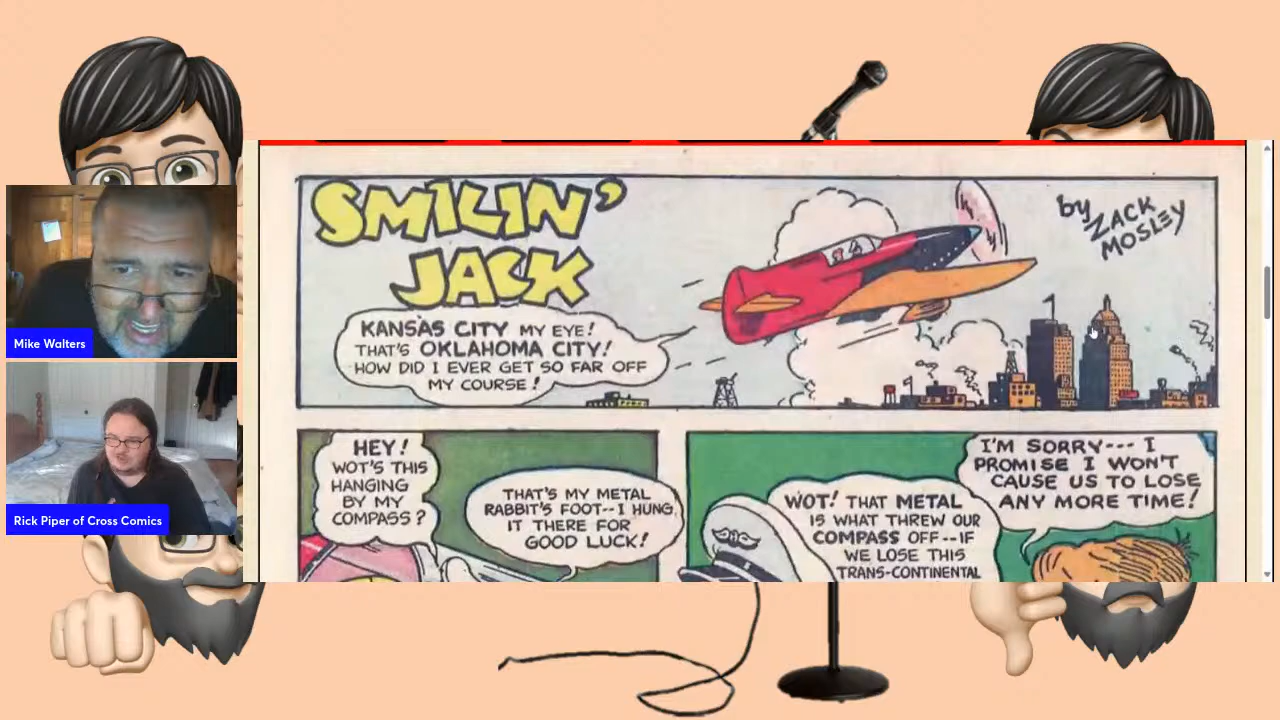 Mike Walters
Rick Piper of Cross Comics
SMILIN'
JACK
by
ZACK
MOSLEY
KANSAS CITY MY EYE!
THAT'S OKLAHOMA CITY!
HOW DID I EVER GET SO FAR OFF
MY COURSE!
HEY!
WOT'S THIS
HANGING
BY MY
COMPASS?
THAT'S MY METAL
RABBIT'S FOOT--I HUNG
IT THERE FOR
GOOD LUCK!
WOT! THAT METAL
IS WHAT THREW OUR
COMPASS OFF--IF
WE LOSE THIS
TRANS-CONTINENTAL
I'M SORRY--- I
PROMISE I WON'T
CAUSE US TO LOSE
ANY MORE TIME!